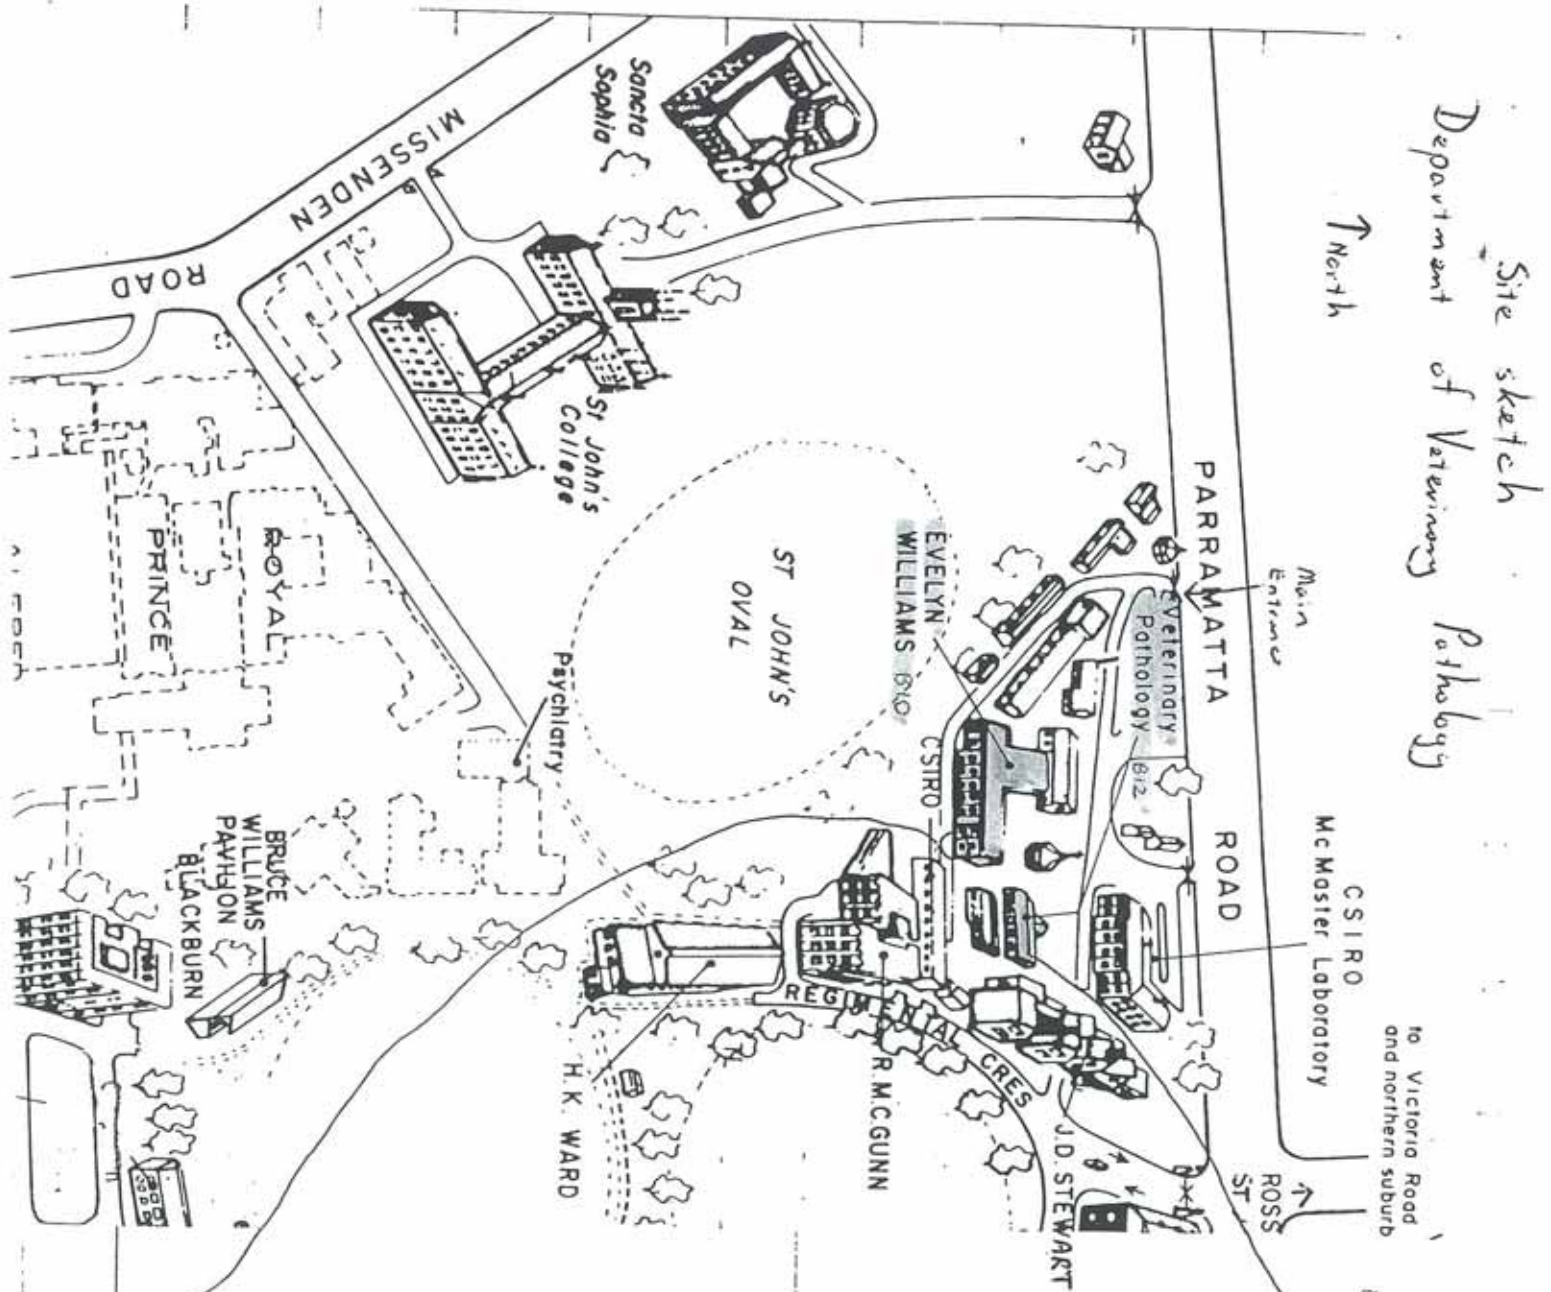 Site sketch
Department of Veterinary Pathology
↑ North
Main
Entrance
to Victoria Road
and northern suburb
CSIRO
McMaster Laboratory
ROSS
ST
PARRAMATTA ROAD
Veterinary
Pathology B12
EVELYN
WILLIAMS B10
CSIRO
ST JOHN'S
OVAL
Sancta
Sophia
St John's
College
MISSENDEN ROAD
ROYAL
PRINCE
Psychiatry
BRUCE
WILLIAMS
PAVILION
BLACKBURN
H.K. WARD
R.M.C.GUNN
REGIMENTAL CRES
J.D. STEWART